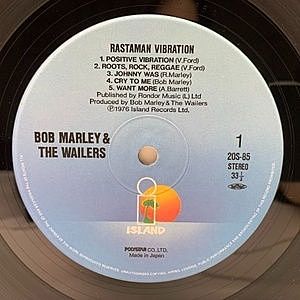 RASTAMAN VIBRATION
1. POSITIVE VIBRATION (V.Ford)
2. ROOTS, ROCK, REGGAE (V.Ford)
3. JOHNNY WAS (R.Marley)
4. CRY TO ME (Bob Marley)
5. WANT MORE (A.Barrett)
Published by Rondor Music (L) Ltd
Produced by Bob Marley & The Wailers
℗1976 Island Records Ltd.
BOB MARLEY &
THE WAILERS
1
20S-85
STEREO
33⅓
ISLAND
POLYSTAR CO.,LTD.
Made in Japan